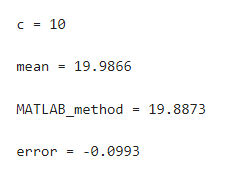 c = 10
mean = 19.9866
MATLAB_method = 19.8873
error = -0.0993